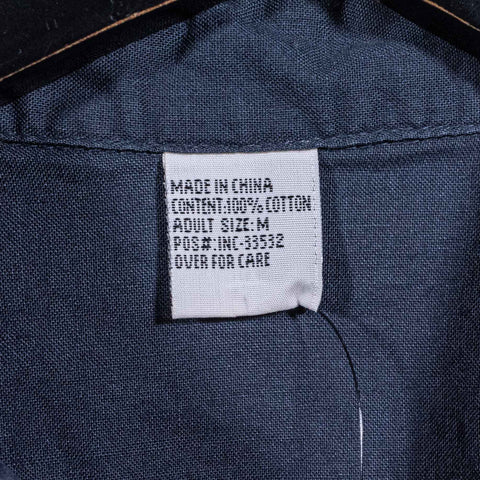 MADE IN CHINA
CONTENT:100% COTTON
ADULT SIZE: M
POS#: INC-33532
OVER FOR CARE